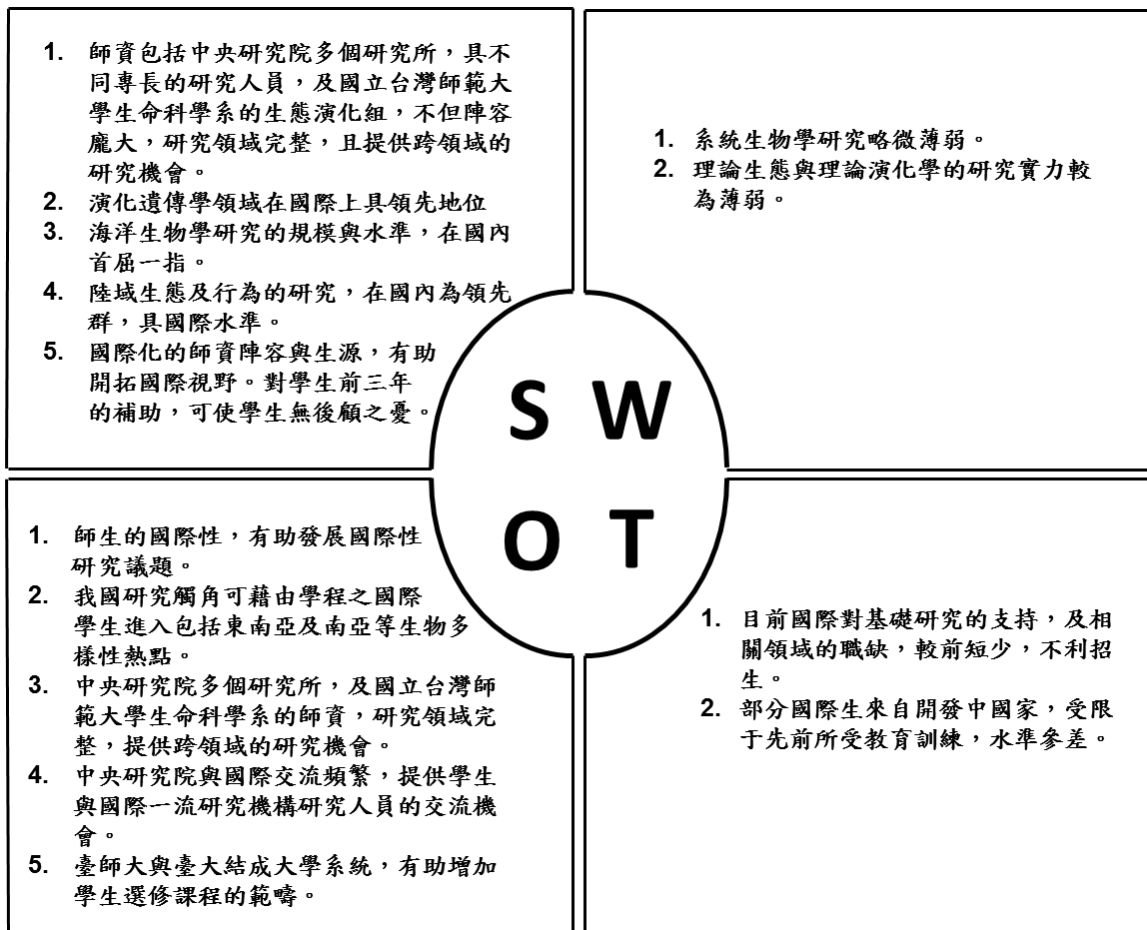 1. 師資包括中央研究院多個研究所，具不
同專長的研究人員，及國立台灣師範大
學生命科學系的生態演化組，不但陣容
龐大，研究領域完整，且提供跨領域的
研究機會。
2. 演化遺傳學領域在國際上具領先地位
3. 海洋生物學研究的規模與水準，在國內
首屈一指。
4. 陸域生態及行為的研究，在國內為領先
群，具國際水準。
5. 國際化的師資陣容與生源，有助
開拓國際視野。對學生前三年
的補助，可使學生無後顧之憂。
1. 系統生物學研究略微薄弱。
2. 理論生態與理論演化學的研究實力較
為薄弱。
S W
O T
1. 師生的國際性，有助發展國際性
研究議題。
2. 我國研究觸角可藉由學程之國際
學生進入包括東南亞及南亞等生物多
樣性熱點。
3. 中央研究院多個研究所，及國立台灣師
範大學生命科學系的師資，研究領域完
整，提供跨領域的研究機會。
4. 中央研究院與國際交流頻繁，提供學生
與國際一流研究機構研究人員的交流機
會。
5. 臺師大與臺大結成大學系統，有助增加
學生選修課程的範疇。
1. 目前國際對基礎研究的支持，及相
關領域的職缺，較前短少，不利招
生。
2. 部分國際生來自開發中國家，受限
于先前所受教育訓練，水準參差。